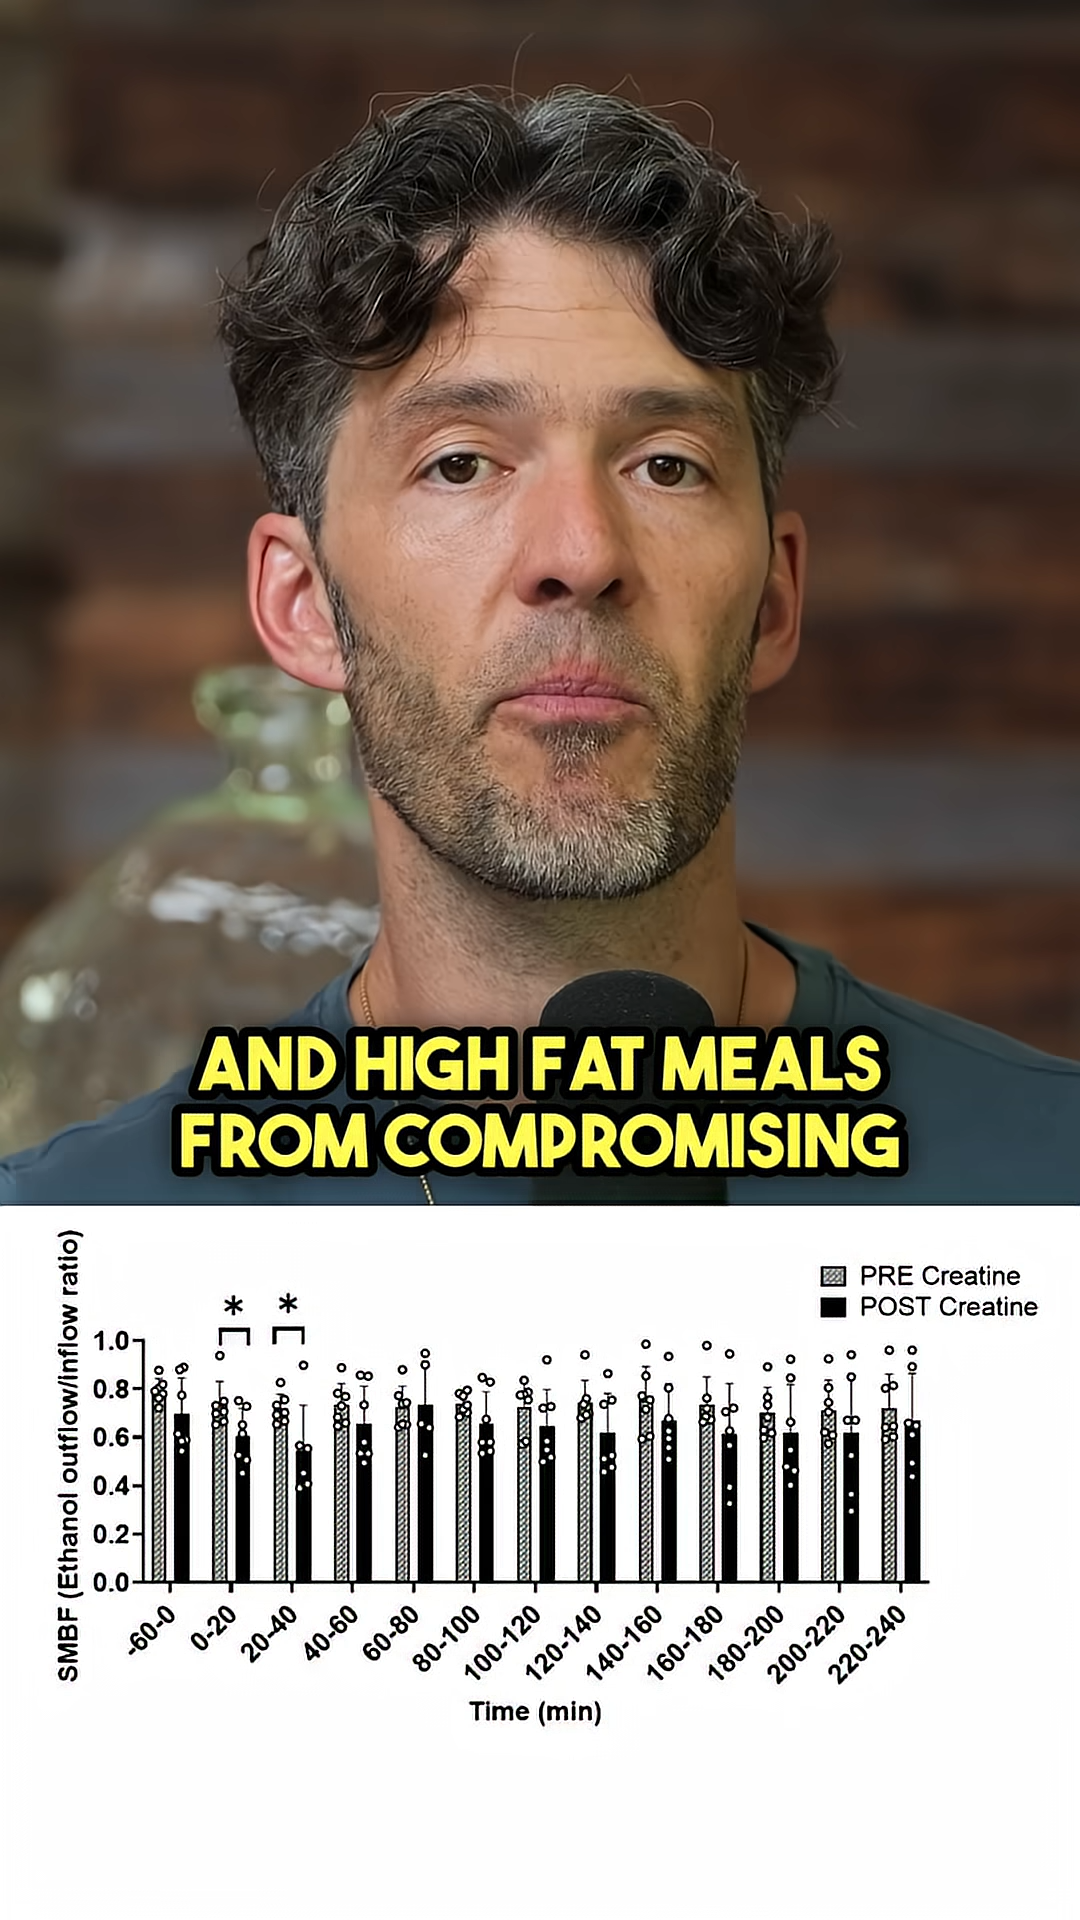 AND HIGH FAT MEALS
FROM COMPROMISING
SMBF (Ethanol outflow/inflow ratio)
PRE Creatine
POST Creatine
* *
1.0
0.8
0.6
0.4
0.2
0.0
-60-0 0-20 20-40 40-60 60-80 80-100 100-120 120-140 140-160 160-180 180-200 200-220 220-240
Time (min)